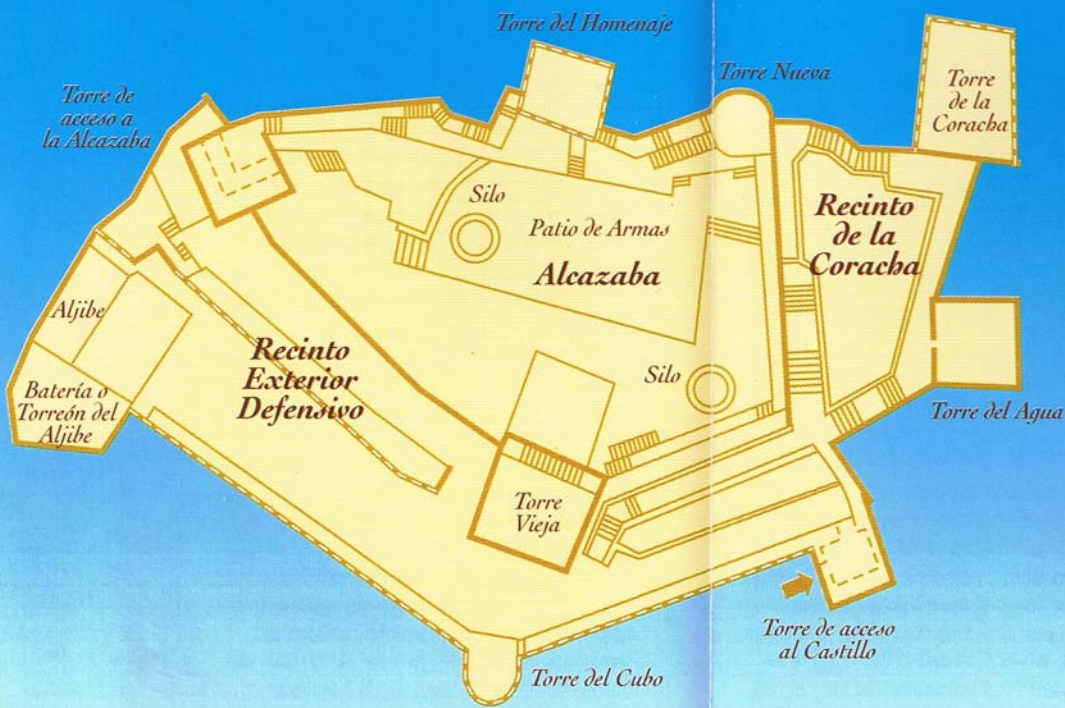 Torre del Homenaje
Torre Nueva
Torre
de la
Coracha
Torre de
acceso a
la Alcazaba
Silo
Patio de Armas
Alcazaba
Recinto
de la
Coracha
Aljibe
Recinto
Exterior
Defensivo
Batería o
Torreón del
Aljibe
Silo
Torre del Agua
Torre
Vieja
Torre de acceso
al Castillo
Torre del Cubo